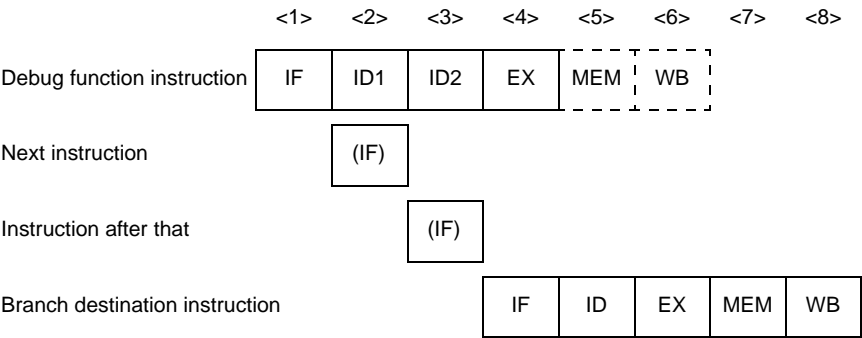 <1> <2> <3> <4> <5> <6> <7> <8>
Debug function instruction IF ID1 ID2 EX MEM WB
Next instruction (IF)
Instruction after that (IF)
Branch destination instruction IF ID EX MEM WB